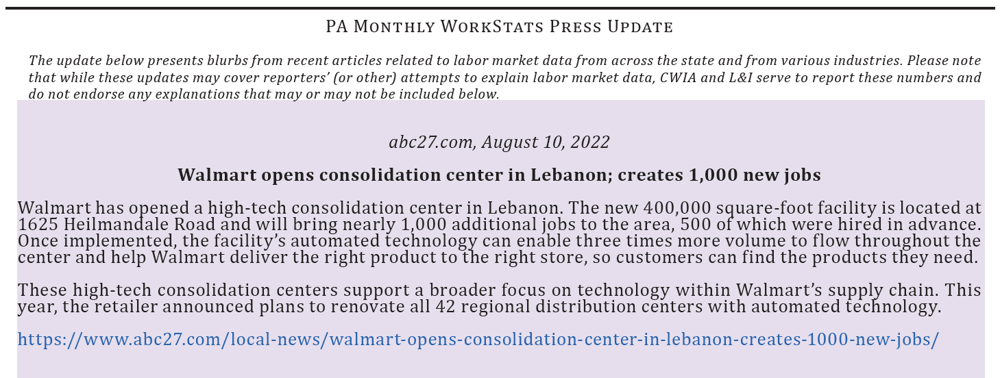 PA Monthly WorkStats Press Update
The update below presents blurbs from recent articles related to labor market data from across the state and from various industries. Please note
that while these updates may cover reporters’ (or other) attempts to explain labor market data, CWIA and L&I serve to report these numbers and
do not endorse any explanations that may or may not be included below.
abc27.com, August 10, 2022
Walmart opens consolidation center in Lebanon; creates 1,000 new jobs
Walmart has opened a high-tech consolidation center in Lebanon. The new 400,000 square-foot facility is located at
1625 Heilmandale Road and will bring nearly 1,000 additional jobs to the area, 500 of which were hired in advance.
Once implemented, the facility’s automated technology can enable three times more volume to flow throughout the
center and help Walmart deliver the right product to the right store, so customers can find the products they need.
These high-tech consolidation centers support a broader focus on technology within Walmart’s supply chain. This
year, the retailer announced plans to renovate all 42 regional distribution centers with automated technology.
https://www.abc27.com/local-news/walmart-opens-consolidation-center-in-lebanon-creates-1000-new-jobs/